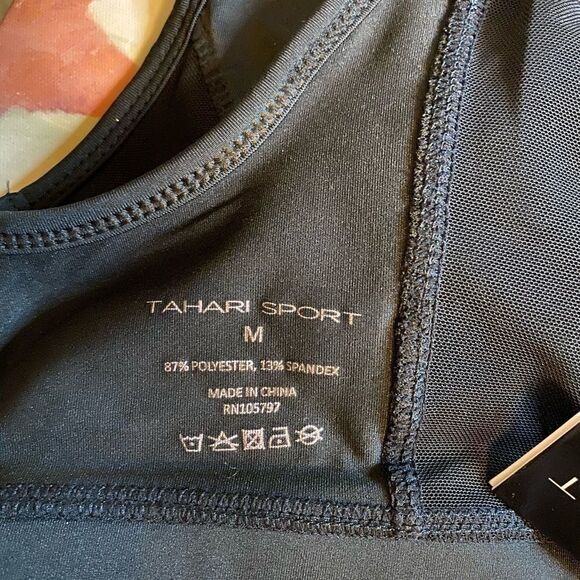 TAHARI SPORT
M
87% POLYESTER, 13% SPANDEX
MADE IN CHINA
RN105797